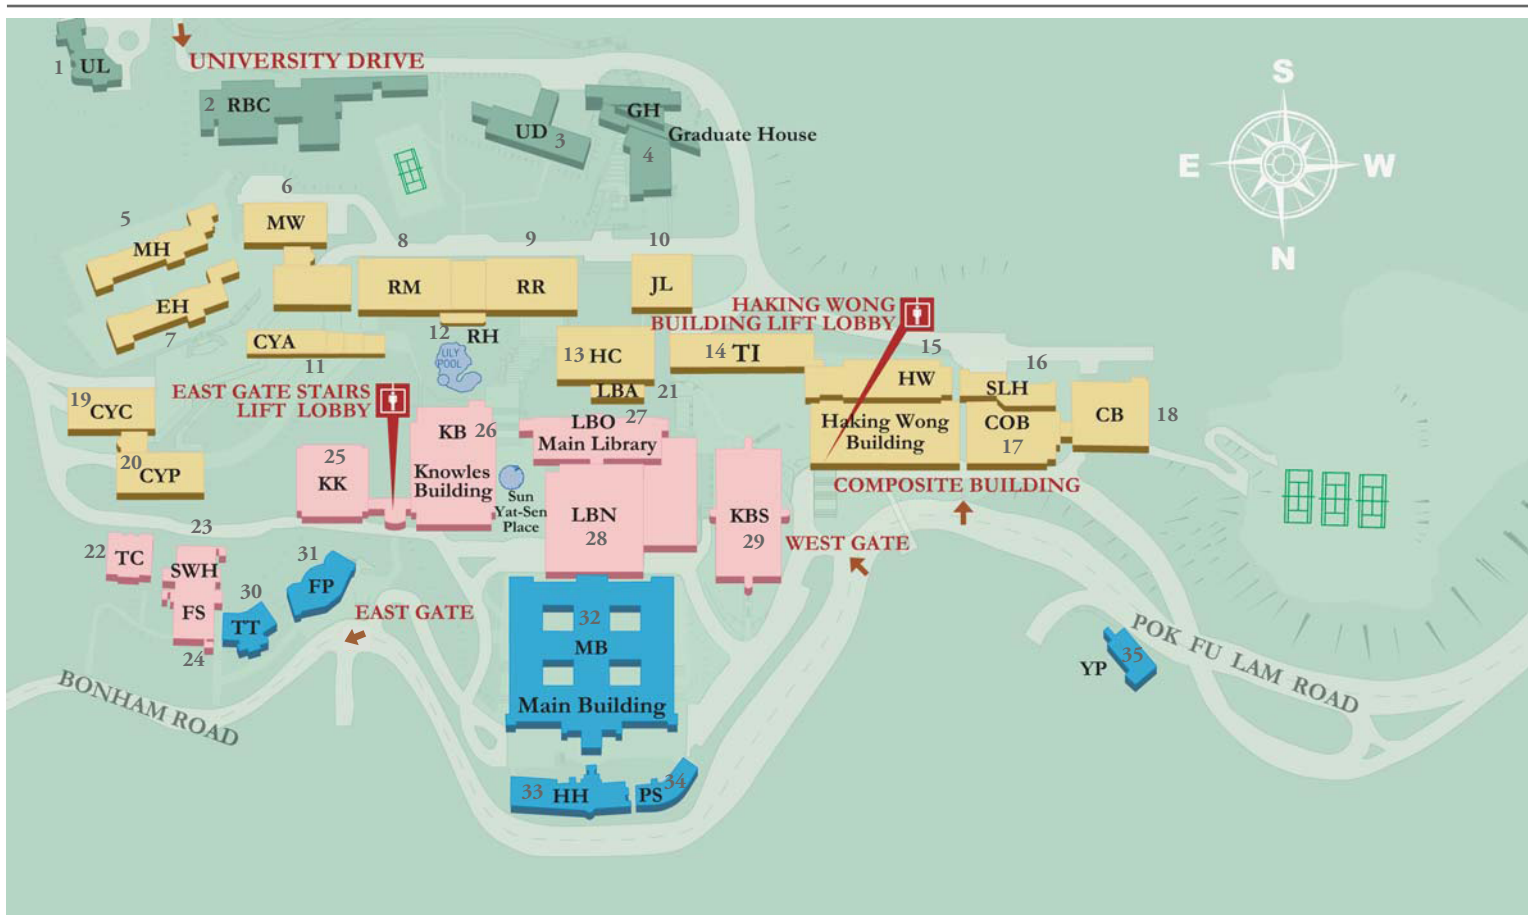 1
UL
UNIVERSITY DRIVE
2
RBC
UD
3
GH
Graduate House
4
S
E
W
N
5
MH
6
MW
EH
7
8
RM
9
RR
10
JL
CYA
11
12
RH
LILY
POOL
13
HC
14
TI
HAKING WONG
BUILDING LIFT LOBBY
15
HW
16
SLH
Haking Wong
Building
COB
17
CB
18
19
CYC
20
CYP
EAST GATE STAIRS
LIFT LOBBY
LBA
21
KB
26
Knowles
Building
LBO
27
Main Library
25
KK
Sun
Yat-Sen
Place
LBN
28
KBS
29
COMPOSITE BUILDING
WEST GATE
22
TC
23
SWH
FS
24
30
TT
31
FP
EAST GATE
32
MB
Main Building
33
HH
PS
34
YP
35
BONHAM ROAD
POK FU LAM ROAD